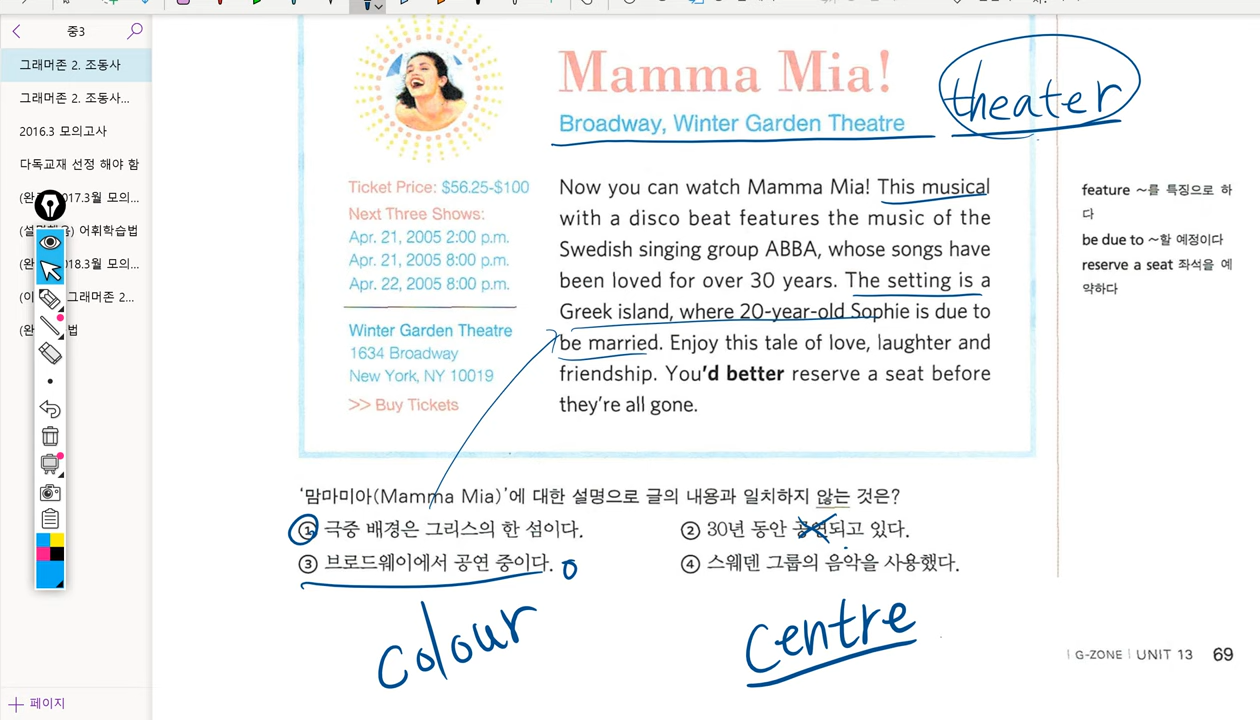 중3
그래머존 2. 조동사
그래머존 2. 조동사...
2016.3 모의고사
다독교재 선정 해야 함
017.3월 모의...
어휘학습법
018.3월 모의...
그래머존 2...
법
페이지
Mamma Mia!
theater
Broadway, Winter Garden Theatre
Ticket Price: $56.25-$100
Next Three Shows:
Apr. 21, 2005 2:00 p.m.
Apr. 21, 2005 8:00 p.m.
Apr. 22, 2005 8:00 p.m.
Winter Garden Theatre
1634 Broadway
New York, NY 10019
>> Buy Tickets
Now you can watch Mamma Mia! This musical
with a disco beat features the music of the
Swedish singing group ABBA, whose songs have
been loved for over 30 years. The setting is a
Greek island, where 20-year-old Sophie is due to
be married. Enjoy this tale of love, laughter and
friendship. You'd better reserve a seat before
they're all gone.
feature ~를 특징으로 하
다
be due to ~할 예정이다
reserve a seat 좌석을 예
약하다
'맘마미아(Mamma Mia)'에 대한 설명으로 글의 내용과 일치하지 않는 것은?
① 극중 배경은 그리스의 한 섬이다.
② 30년 동안 공연되고 있다.
③ 브로드웨이에서 공연 중이다.
④ 스웨덴 그룹의 음악을 사용했다.
colour
centre
G-ZONE | UNIT 13 69